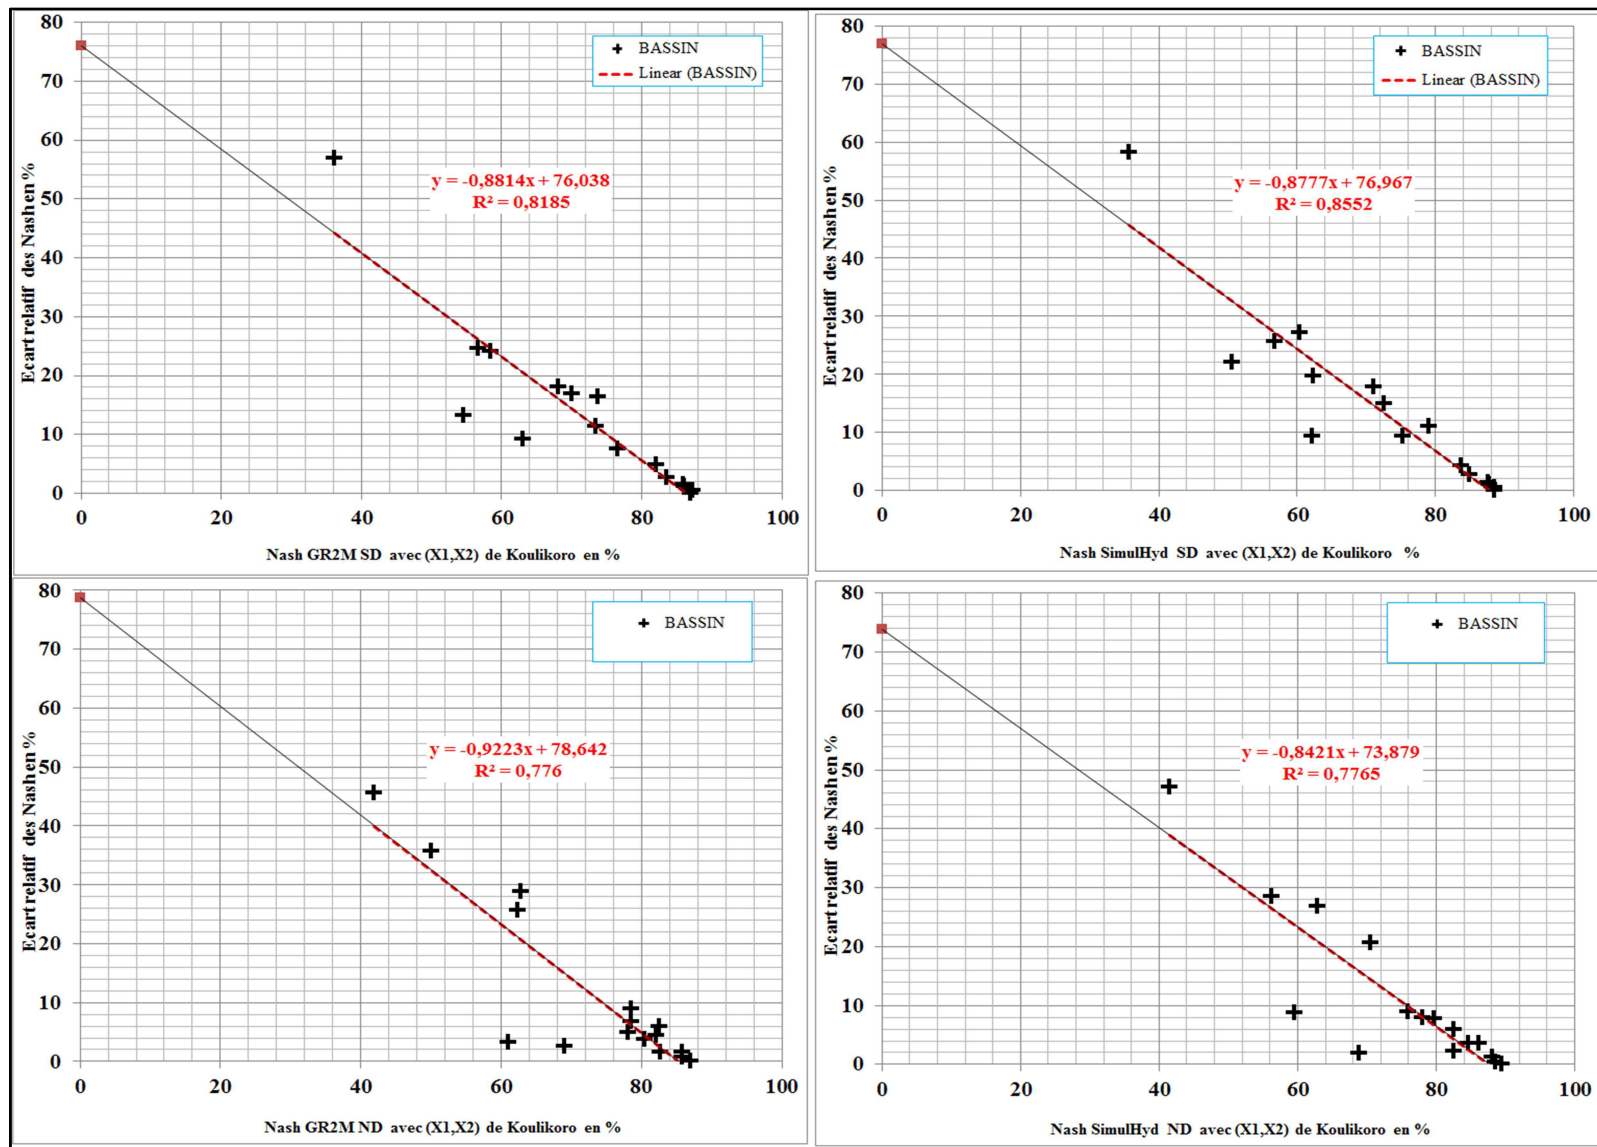 80
70
60
50
40
30
20
10
0
0 20 40 60 80 100
Ecart relatif des Nashen %
BASSIN
Linear (BASSIN)
y = -0,8814x + 76,038
R² = 0,8185
Nash GR2M SD avec (X1,X2) de Koulikoro en %
80
70
60
50
40
30
20
10
0
0 20 40 60 80 100
Ecart relatif des Nashen %
BASSIN
Linear (BASSIN)
y = -0,8777x + 76,967
R² = 0,8552
Nash SimulHyd SD avec (X1,X2) de Koulikoro %
80
70
60
50
40
30
20
10
0
0 20 40 60 80 100
Ecart relatif des Nashen %
BASSIN
y = -0,9223x + 78,642
R² = 0,776
Nash GR2M ND avec (X1,X2) de Koulikoro en %
80
70
60
50
40
30
20
10
0
0 20 40 60 80 100
Ecart relatif des Nashen %
BASSIN
y = -0,8421x + 73,879
R² = 0,7765
Nash SimulHyd ND avec (X1,X2) de Koulikoro en %